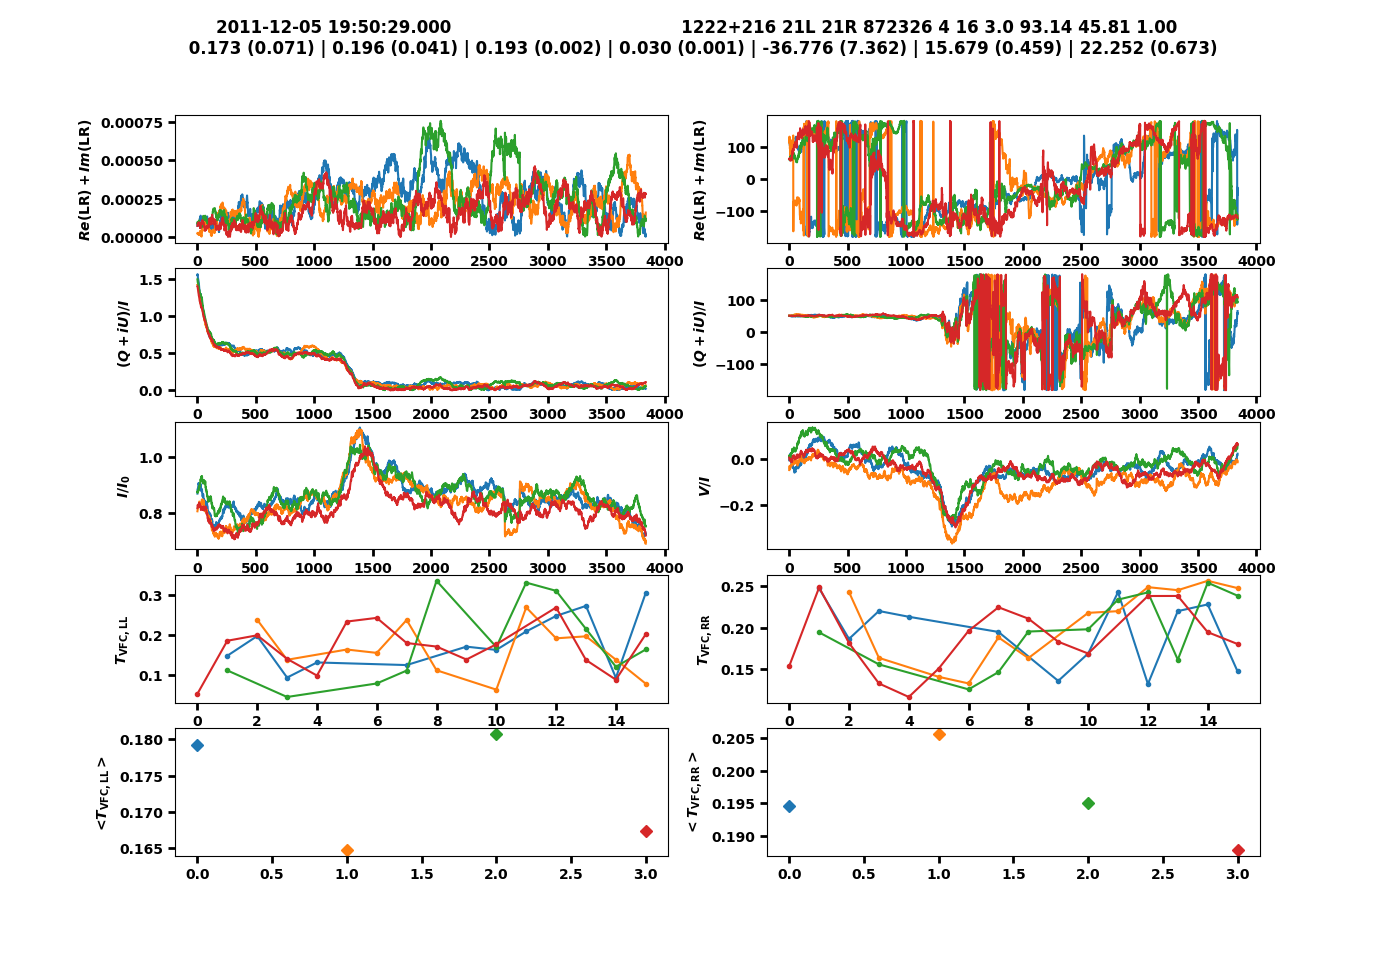 2011-12-05 19:50:29.000 1222+216 21L 21R 872326 4 16 3.0 93.14 45.81 1.00
0.173 (0.071) | 0.196 (0.041) | 0.193 (0.002) | 0.030 (0.001) | -36.776 (7.362) | 15.679 (0.459) | 22.252 (0.673)
Re(LR) + Im(LR)
0.00075
0.00050
0.00025
0.00000
0 500 1000 1500 2000 2500 3000 3500 4000
Re(LR) + Im(LR)
100
0
−100
0 500 1000 1500 2000 2500 3000 3500 4000
(Q + iU)/I
1.5
1.0
0.5
0.0
0 500 1000 1500 2000 2500 3000 3500 4000
(Q + iU)/I
100
0
−100
0 500 1000 1500 2000 2500 3000 3500 4000
I/I0
1.0
0.8
0 500 1000 1500 2000 2500 3000 3500 4000
V/I
0.0
−0.2
0 500 1000 1500 2000 2500 3000 3500 4000
TVFC, LL
0.3
0.2
0.1
0 2 4 6 8 10 12 14
TVFC, RR
0.25
0.20
0.15
0 2 4 6 8 10 12 14
<TVFC, LL >
0.180
0.175
0.170
0.165
0.0 0.5 1.0 1.5 2.0 2.5 3.0
< TVFC, RR >
0.205
0.200
0.195
0.190
0.0 0.5 1.0 1.5 2.0 2.5 3.0